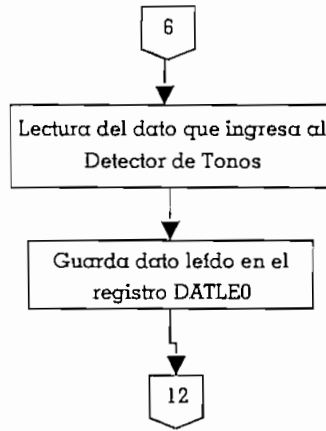 6
Lectura del dato que ingresa al
Detector de Tonos
Guarda dato leído en el
registro DATLE0
12